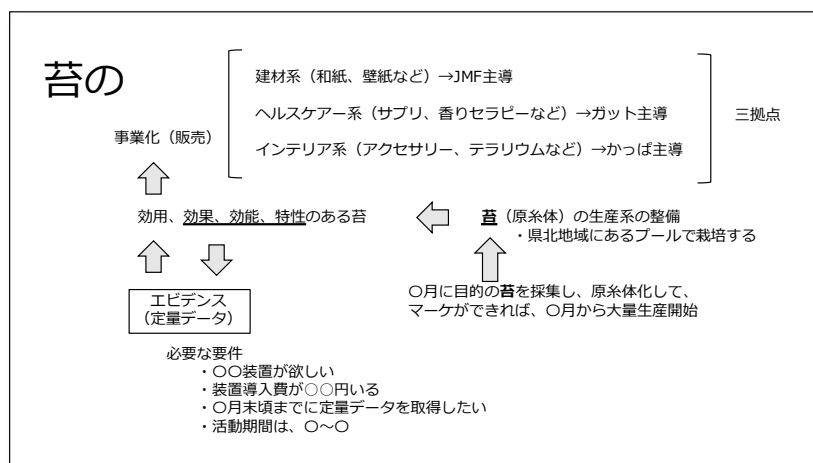 苔の
建材系（和紙、壁紙など）→JMF主導
ヘルスケアー系（サプリ、香りセラピーなど）→ガット主導
インテリア系（アクセサリー、テラリウムなど）→かっぱ主導
三拠点
事業化（販売）
効用、効果、効能、特性のある苔
苔（原糸体）の生産系の整備
・県北地域にあるプールで栽培する
〇月に目的の苔を採集し、原糸体化して、
マーケができれば、〇月から大量生産開始
エビデンス
（定量データ）
必要な要件
・〇〇装置が欲しい
・装置導入費が○○円いる
・〇月末頃までに定量データを取得したい
・活動期間は、〇～〇